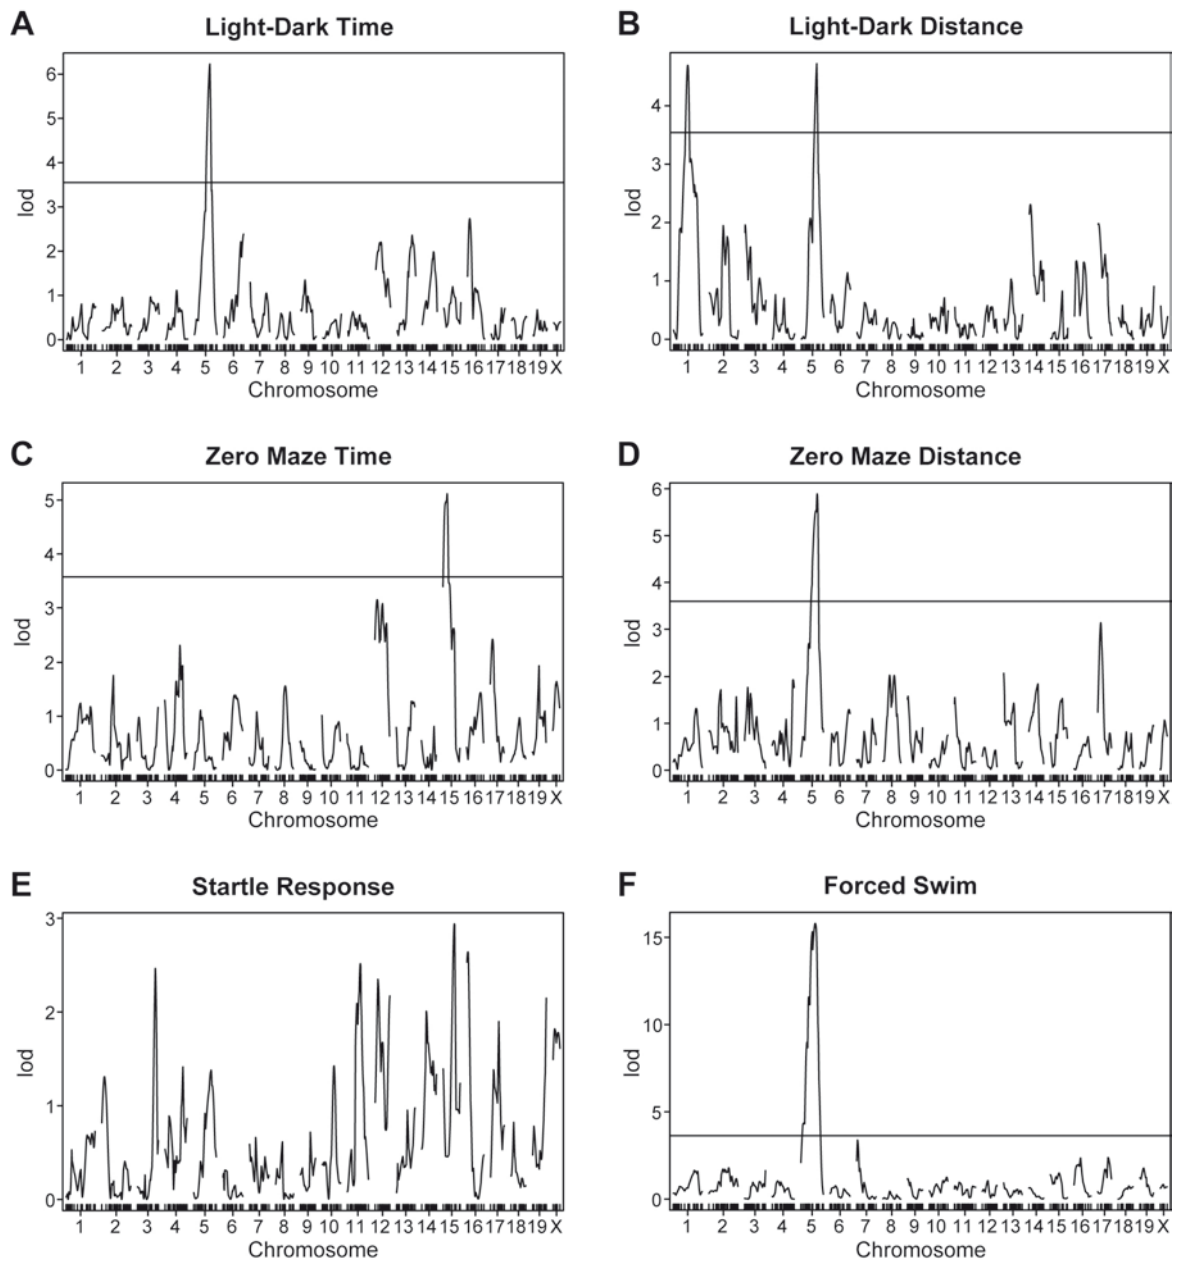 A Light-Dark Time
6
5
4
3
2
1
0
lod
1 2 3 4 5 6 7 8 9 10 11 12 13 14 15 16 17 18 19 X
Chromosome
B Light-Dark Distance
4
3
2
1
0
lod
1 2 3 4 5 6 7 8 9 10 11 12 13 14 15 16 17 18 19 X
Chromosome
C Zero Maze Time
5
4
3
2
1
0
lod
1 2 3 4 5 6 7 8 9 10 11 12 13 14 15 16 17 18 19 X
Chromosome
D Zero Maze Distance
6
5
4
3
2
1
0
lod
1 2 3 4 5 6 7 8 9 10 11 12 13 14 15 16 17 18 19 X
Chromosome
E Startle Response
3
2
1
0
lod
1 2 3 4 5 6 7 8 9 10 11 12 13 14 15 16 17 18 19 X
Chromosome
F Forced Swim
15
10
5
0
lod
1 2 3 4 5 6 7 8 9 10 11 12 13 14 15 16 17 18 19 X
Chromosome